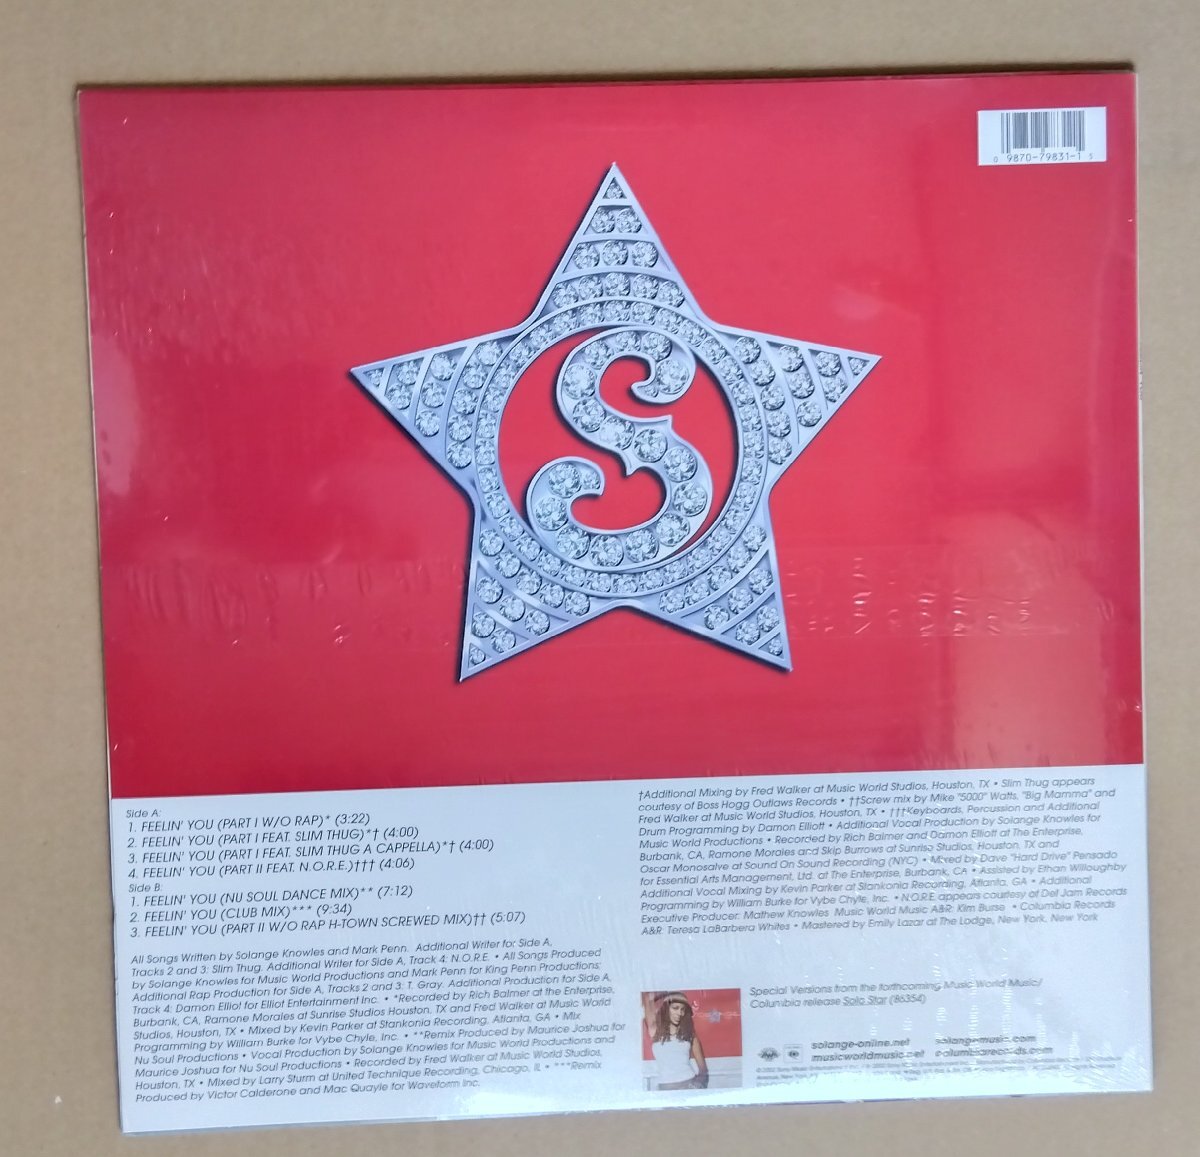 0 9870-79831-1 5
S
Side A:
1. FEELIN' YOU (PART I W/O RAP)* (3:22)
2. FEELIN' YOU (PART I FEAT. SLIM THUG)*† (4:00)
3. FEELIN' YOU (PART I FEAT. SLIM THUG A CAPPELLA)*† (4:00)
4. FEELIN' YOU (PART II FEAT. N.O.R.E.)††† (4:06)
Side B:
1. FEELIN' YOU (NU SOUL DANCE MIX)** (7:12)
2. FEELIN' YOU (CLUB MIX)*** (9:34)
3. FEELIN' YOU (PART II W/O RAP H-TOWN SCREWED MIX)†† (5:07)
All Songs Written by Solange Knowles and Mark Penn. Additional Writer for Side A,
Tracks 2 and 3: Slim Thug. Additional Writer for Side A, Track 4: N.O.R.E. • All Songs Produced
by Solange Knowles for Music World Productions and Mark Penn for King Penn Productions;
Additional Rap Production for Side A, Tracks 2 and 3: T. Gray. Additional Production for Side A,
Track 4: Damon Elliot for Elliot Entertainment Inc. • *Recorded by Rich Balmer at the Enterprise,
Burbank, CA, Ramone Morales at Sunrise Studios Houston, TX and Fred Walker at Music World
Studios, Houston, TX • Mixed by Kevin Parker at Stankonia Recording, Atlanta, GA • Mix
Programming by William Burke for Vybe Chyle, Inc. • **Remix Produced by Maurice Joshua for
Nu Soul Productions • Vocal Production by Solange Knowles for Music World Productions and
Maurice Joshua for Nu Soul Productions • Recorded by Fred Walker at Music World Studios,
Houston, TX • Mixed by Larry Sturm at United Technique Recording, Chicago, IL • ***Remix
Produced by Victor Calderone and Mac Quayle for Waveform Inc.
†Additional Mixing by Fred Walker at Music World Studios, Houston, TX • Slim Thug appears
courtesy of Boss Hogg Outlaws Records • ††Screw mix by Mike "5000" Watts, "Big Mamma" and
Fred Walker at Music World Studios, Houston, TX • †††Keyboards, Percussion and Additional
Drum Programming by Damon Elliott • Additional Vocal Production by Solange Knowles for
Music World Productions • Recorded by Rich Balmer and Damon Elliott at The Enterprise,
Burbank, CA, Ramone Morales and Skip Burrows at Sunrise Studios, Houston, TX and
Oscar Monosalve at Sound On Sound Recording (NYC) • Mixed by Dave "Hard Drive" Pensado
for Essential Arts Management, Ltd. at The Enterprise, Burbank, CA • Assisted by Ethan Willoughby
Additional Vocal Mixing by Kevin Parker at Stankonia Recording, Atlanta, GA • Additional
Programming by William Burke for Vybe Chyle, Inc. • N.O.R.E. appears courtesy of Def Jam Records
Executive Producer: Mathew Knowles Music World Music A&R: Kim Burse • Columbia Records
A&R: Teresa LaBarbera Whites • Mastered by Emily Lazar at The Lodge, New York, New York
Special Versions from the forthcoming Music World Music/
Columbia release Solo Star (86354)
solange-online.net solangemusic.com
musicworldmusic.net columbiarecords.com